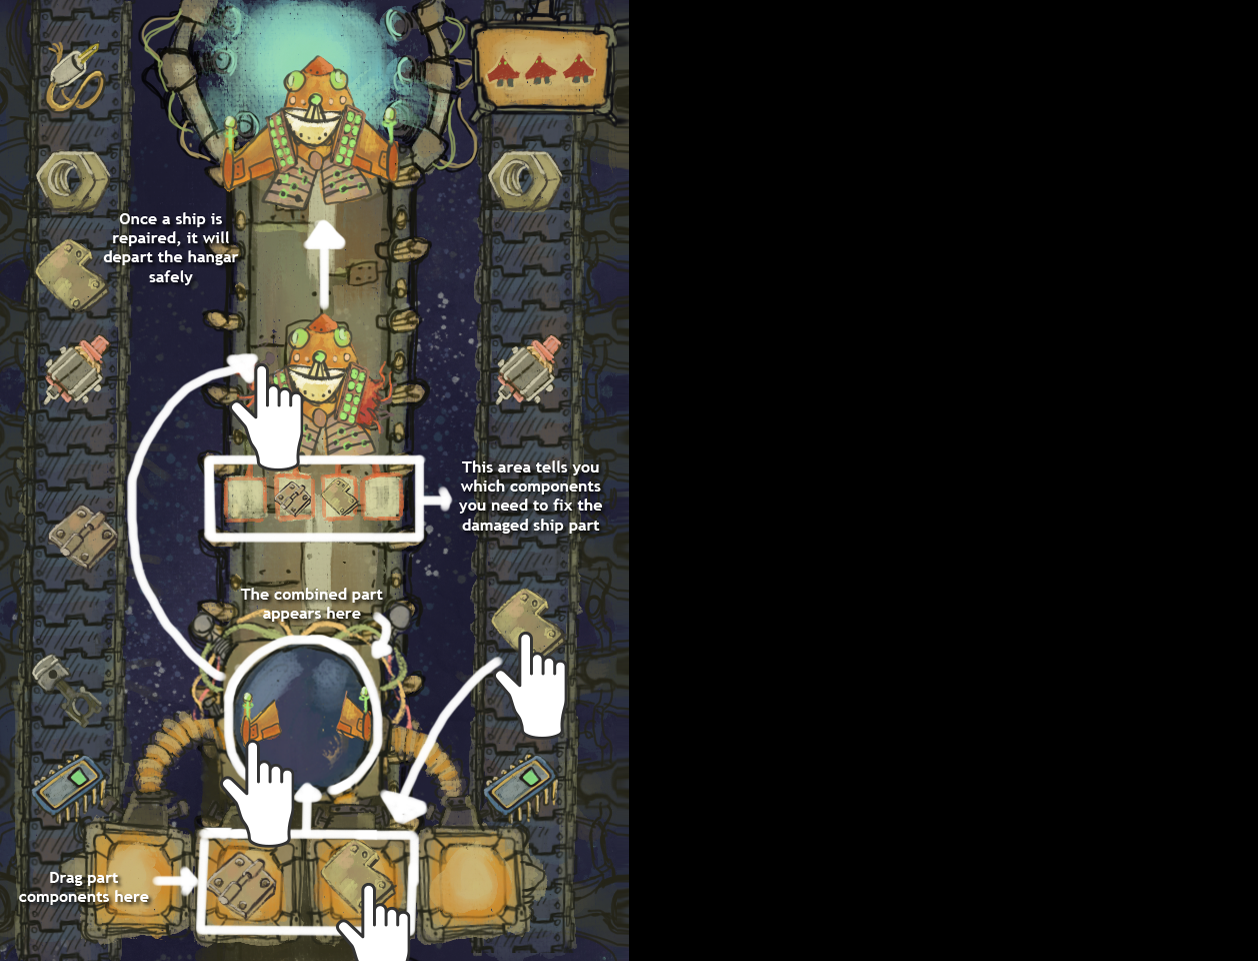 Once a ship is
repaired, it will
depart the hangar
safely
This area tells you
which components
you need to fix the
damaged ship part
The combined part
appears here
Drag part
components here